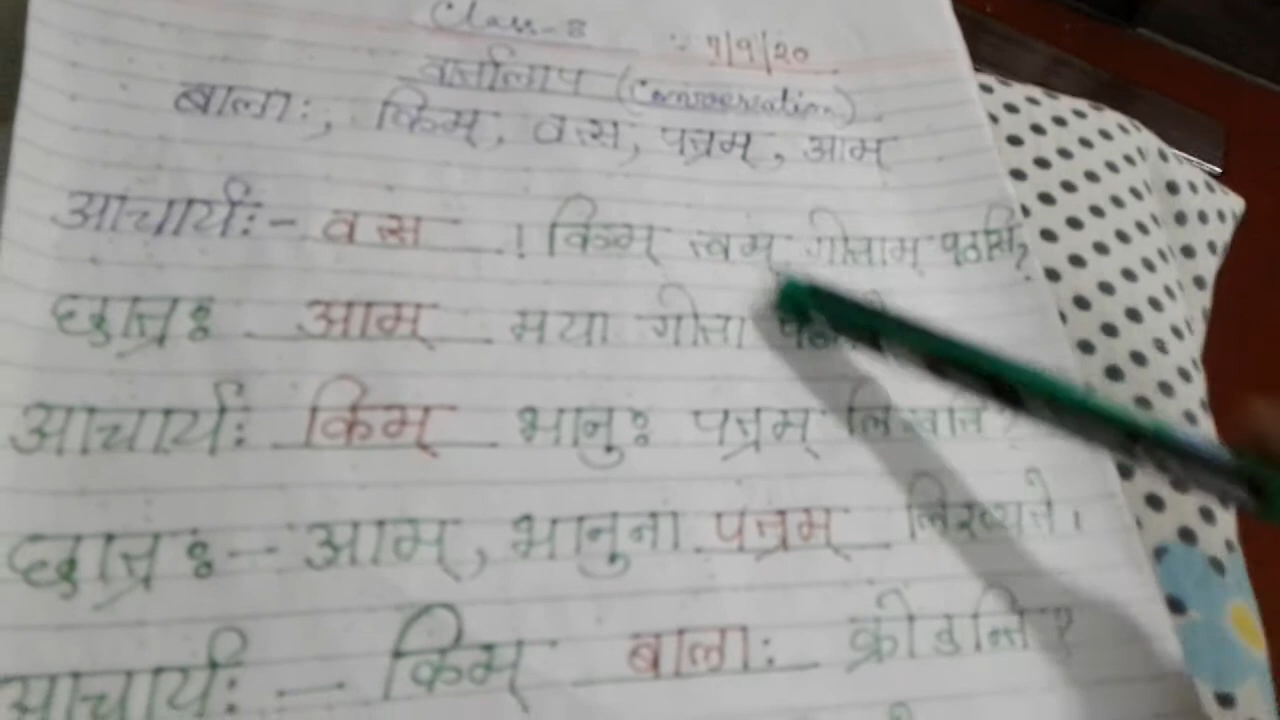 Class-8 7/9/20
वार्तालाप (Conversation)
बालाः, किम्, वत्स, पत्रम्, आम्
आचार्यः- वत्स ! किम् त्वम् गीताम् पठसि?
छात्रः आम् मया गीता
आचार्यः किम् भानुः पत्रम् लिखति?
छात्रः- आम्, भानुना पत्रम् लिख्यते।
आचार्यः - किम् बालाः क्रीडन्ति?